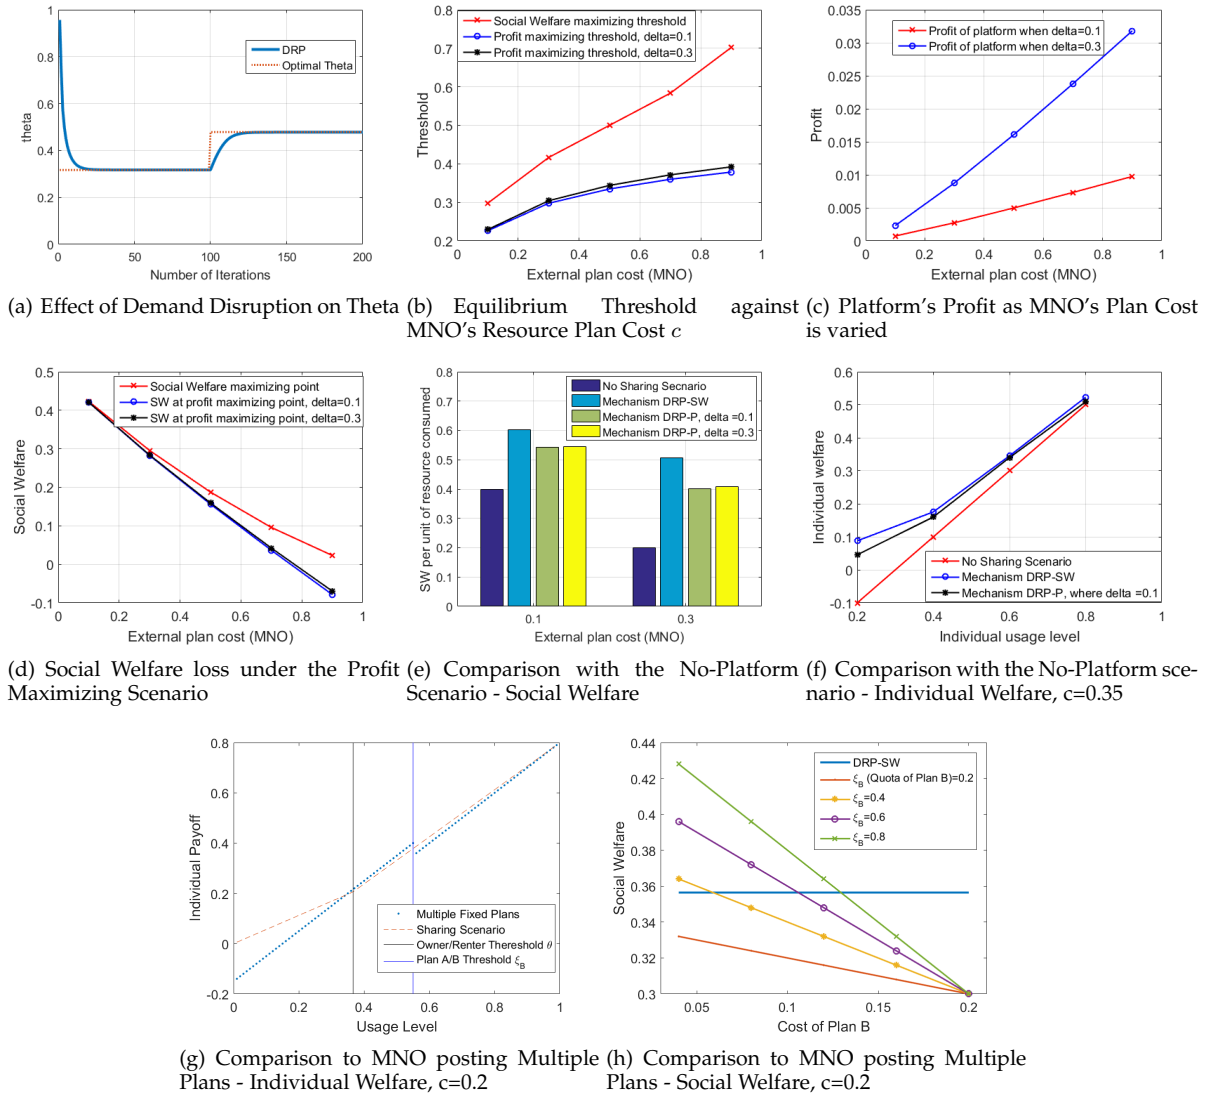 1
0.8
0.6
0.4
0.2
0
theta
0
50
100
150
200
Number of Iterations
DRP
Optimal Theta
(a) Effect of Demand Disruption on Theta
0.8
0.7
0.6
0.5
0.4
0.3
0.2
Threshold
0
0.2
0.4
0.6
0.8
1
External plan cost (MNO)
Social Welfare maximizing threshold
Profit maximizing threshold, delta=0.1
Profit maximizing threshold, delta=0.3
(b) Equilibrium Threshold against
MNO's Resource Plan Cost c
0.035
0.03
0.025
0.02
0.015
0.01
0.005
0
Profit
0
0.2
0.4
0.6
0.8
1
External plan cost (MNO)
Profit of platform when delta=0.1
Profit of platform when delta=0.3
(c) Platform's Profit as MNO's Plan Cost
is varied
0.5
0.4
0.3
0.2
0.1
0
-0.1
Social Welfare
0
0.2
0.4
0.6
0.8
1
External plan cost (MNO)
Social Welfare maximizing point
SW at profit maximizing point, delta=0.1
SW at profit maximizing point, delta=0.3
(d) Social Welfare loss under the Profit
Maximizing Scenario
0.8
0.7
0.6
0.5
0.4
0.3
0.2
0.1
0
SW per unit of resource consumed
0.1
0.3
External plan cost (MNO)
No Sharing Secnario
Mechanism DRP-SW
Mechanism DRP-P, delta =0.1
Mechanism DRP-P, delta =0.3
(e) Comparison with the No-Platform
Scenario - Social Welfare
0.6
0.5
0.4
0.3
0.2
0.1
0
-0.1
Individual welfare
0.2
0.4
0.6
0.8
1
Individual usage level
No Sharing Scenario
Mechanism DRP-SW
Mechanism DRP-P, where delta =0.1
(f) Comparison with the No-Platform sce-
nario - Individual Welfare, c=0.35
0.8
0.6
0.4
0.2
0
-0.2
Individual Payoff
0
0.2
0.4
0.6
0.8
1
Usage Level
Multiple Fixed Plans
Sharing Scenario
Owner/Renter Thereshold θ
Plan A/B Threshold ξB
(g) Comparison to MNO posting Multiple
Plans - Individual Welfare, c=0.2
0.44
0.42
0.4
0.38
0.36
0.34
0.32
0.3
Social Welfare
0.05
0.1
0.15
0.2
Cost of Plan B
DRP-SW
ξB (Quota of Plan B)=0.2
ξB=0.4
ξB=0.6
ξB=0.8
(h) Comparison to MNO posting Multiple
Plans - Social Welfare, c=0.2